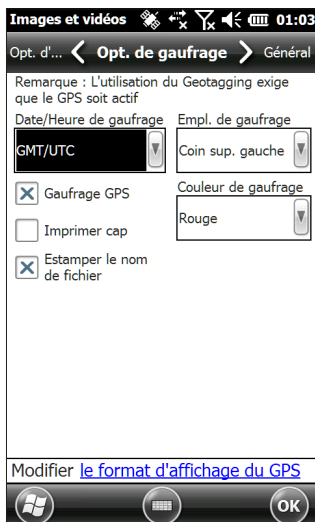 Images et vidéos 01:03
Opt. d'... Opt. de gaufrage Général
Remarque : L'utilisation du Geotagging exige
que le GPS soit actif
Date/Heure de gaufrage Empl. de gaufrage
GMT/UTC Coin sup. gauche
Gaufrage GPS Couleur de gaufrage
Rouge
Imprimer cap
Estamper le nom
de fichier
Modifier le format d'affichage du GPS
OK